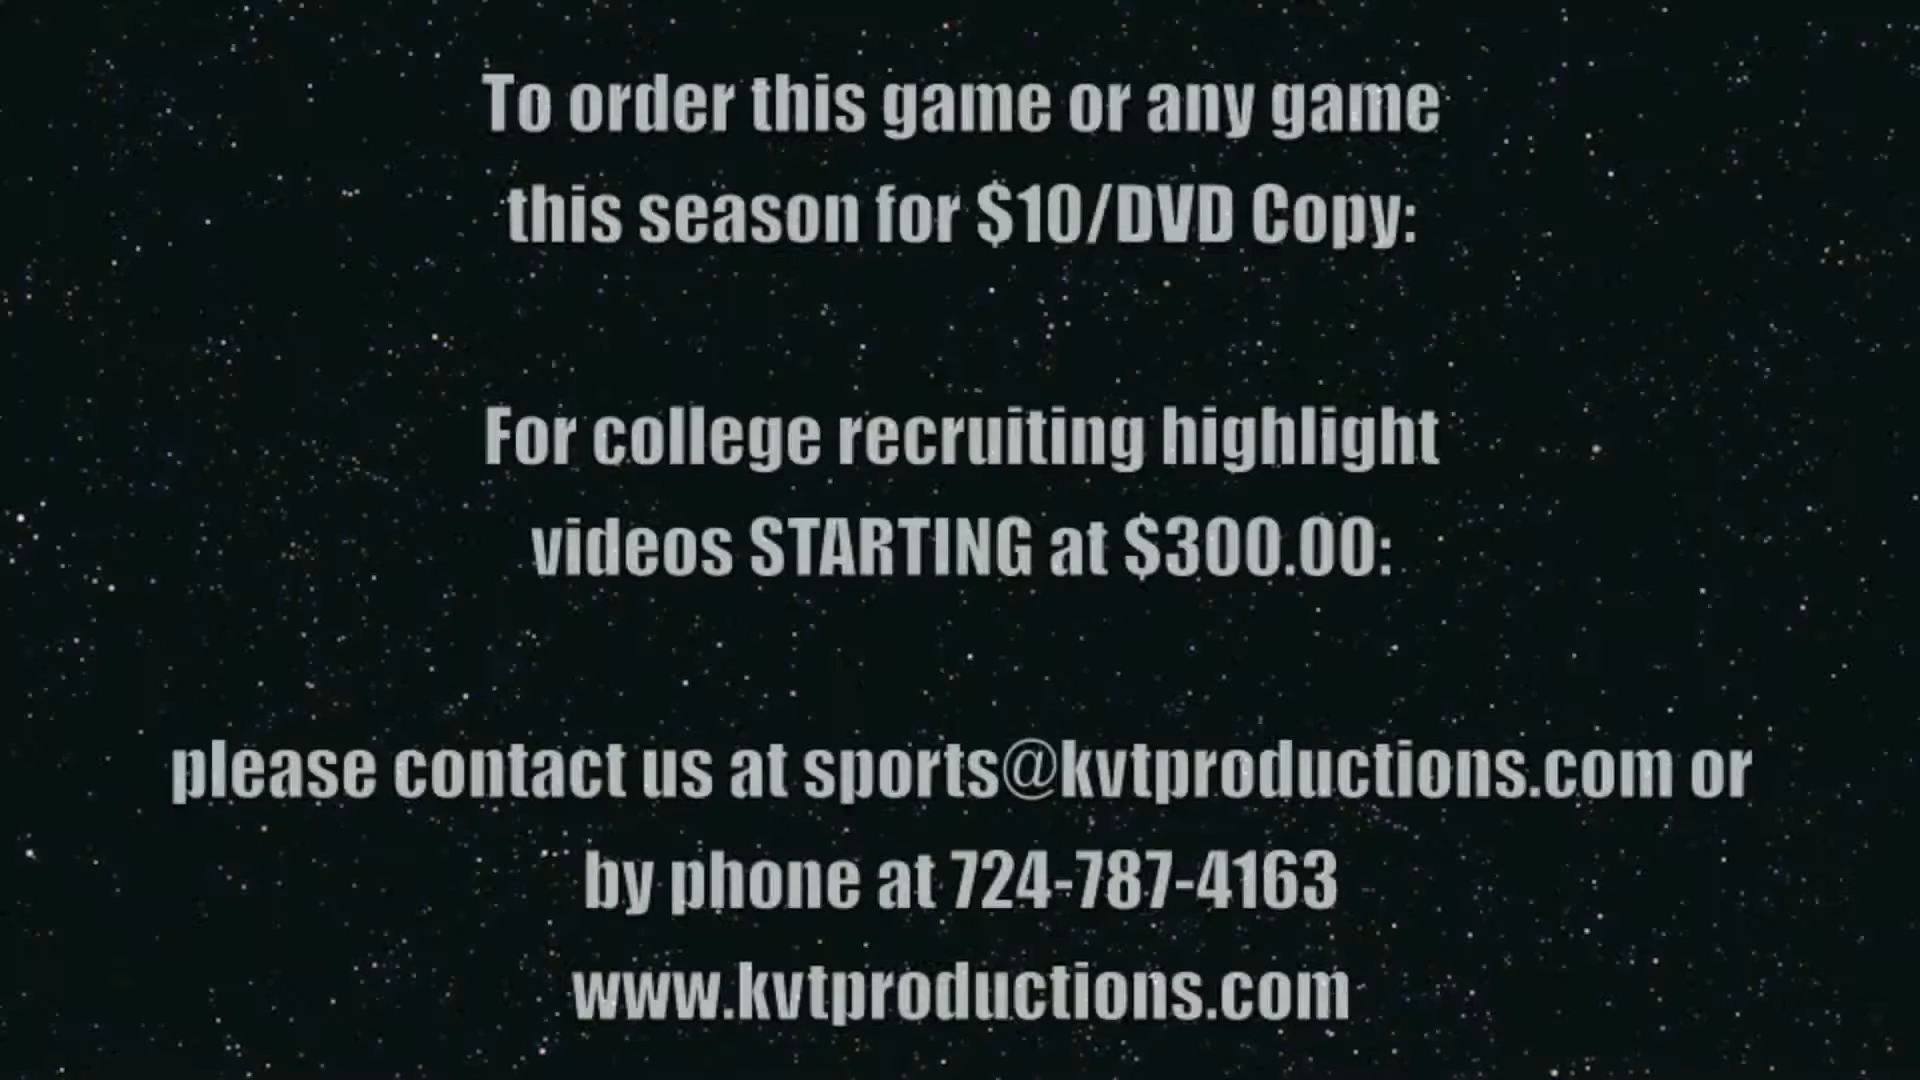 To order this game or any game
this season for $10/DVD Copy:
For college recruiting highlight
videos STARTING at $300.00:
please contact us at sports@kvtproductions.com or
by phone at 724-787-4163
www.kvtproductions.com